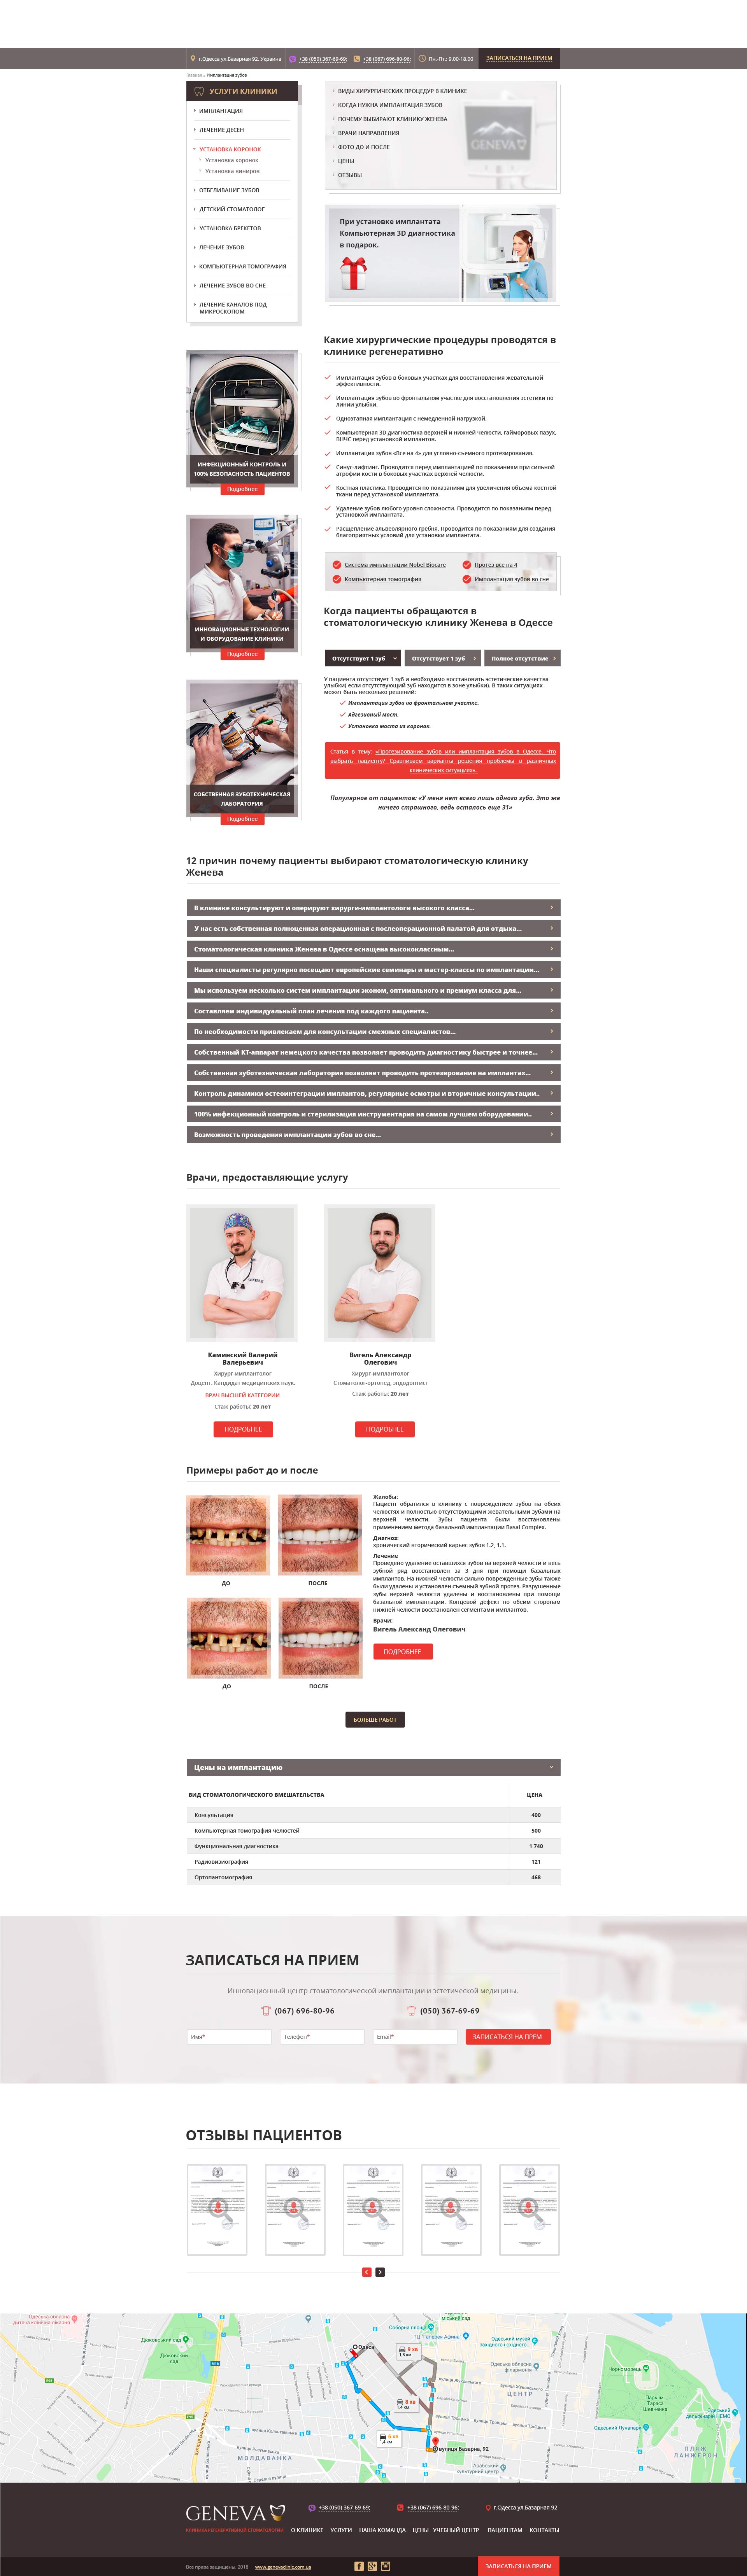 г.Одесса ул.Базарная 92, Украина
+38 (050) 367-69-69;
+38 (067) 696-80-96;
Пн.-Пт.: 9.00-18.00
ЗАПИСАТЬСЯ НА ПРИЕМ
Главная » Имплантация зубов
УСЛУГИ КЛИНИКИ
ИМПЛАНТАЦИЯ
ЛЕЧЕНИЕ ДЕСЕН
УСТАНОВКА КОРОНОК
Установка коронок
Установка виниров
ОТБЕЛИВАНИЕ ЗУБОВ
ДЕТСКИЙ СТОМАТОЛОГ
УСТАНОВКА БРЕКЕТОВ
ЛЕЧЕНИЕ ЗУБОВ
КОМПЬЮТЕРНАЯ ТОМОГРАФИЯ
ЛЕЧЕНИЕ ЗУБОВ ВО СНЕ
ЛЕЧЕНИЕ КАНАЛОВ ПОД
МИКРОСКОПОМ
ИНФЕКЦИОННЫЙ КОНТРОЛЬ И
100% БЕЗОПАСНОСТЬ ПАЦИЕНТОВ
Подробнее
ИННОВАЦИОННЫЕ ТЕХНОЛОГИИ
И ОБОРУДОВАНИЕ КЛИНИКИ
Подробнее
СОБСТВЕННАЯ ЗУБОТЕХНИЧЕСКАЯ
ЛАБОРАТОРИЯ
Подробнее
ВИДЫ ХИРУРГИЧЕСКИХ ПРОЦЕДУР В КЛИНИКЕ
КОГДА НУЖНА ИМПЛАНТАЦИЯ ЗУБОВ
ПОЧЕМУ ВЫБИРАЮТ КЛИНИКУ ЖЕНЕВА
ВРАЧИ НАПРАВЛЕНИЯ
ФОТО ДО И ПОСЛЕ
ЦЕНЫ
ОТЗЫВЫ
GENEVA
При установке имплантата
Компьютерная 3D диагностика
в подарок.
Какие хирургические процедуры проводятся в
клинике регенеративно
Имплантация зубов в боковых участках для восстановления жевательной
эффективности.
Имплантация зубов во фронтальном участке для восстановления эстетики по
линии улыбки.
Одноэтапная имплантация с немедленной нагрузкой.
Компьютерная 3D диагностика верхней и нижней челюсти, гайморовых пазух,
ВНЧС перед установкой имплантов.
Имплантация зубов «Все на 4» для условно-съемного протезирования.
Синус-лифтинг. Проводится перед имплантацией по показаниям при сильной
атрофии кости в боковых участках верхней челюсти.
Костная пластика. Проводится по показаниям для увеличения объема костной
ткани перед установкой имплантата.
Удаление зубов любого уровня сложности. Проводится по показаниям перед
установкой имплантата.
Расщепление альвеолярного гребня. Проводится по показаниям для создания
благоприятных условий для установки имплантата.
Система имплантации Nobel Biocare
Протез все на 4
Компьютерная томография
Имплантация зубов во сне
Когда пациенты обращаются в
стоматологическую клинику Женева в Одессе
Отсутствует 1 зуб
Отсутствует 1 зуб
Полное отсутствие
У пациента отсутствует 1 зуб и необходимо восстановить эстетические качества
улыбки( если отсутствующий зуб находится в зоне улыбки). В таких ситуациях
может быть несколько решений:
Имплантация зубов во фронтальном участке.
Адгезивный мост.
Установка моста из коронок.
Статья в тему: «Протезирование зубов или имплантация зубов в Одессе. Что
выбрать пациенту? Сравниваем варианты решения проблемы в различных
клинических ситуациях».
Популярное от пациентов: «У меня нет всего лишь одного зуба. Это же
ничего страшного, ведь осталось еще 31»
12 причин почему пациенты выбирают стоматологическую клинику
Женева
В клинике консультируют и оперируют хирурги-имплантологи высокого класса...
У нас есть собственная полноценная операционная с послеоперационной палатой для отдыха...
Стоматологическая клиника Женева в Одессе оснащена высококлассным...
Наши специалисты регулярно посещают европейские семинары и мастер-классы по имплантации...
Мы используем несколько систем имплантации эконом, оптимального и премиум класса для...
Составляем индивидуальный план лечения под каждого пациента..
По необходимости привлекаем для консультации смежных специалистов...
Собственный КТ-аппарат немецкого качества позволяет проводить диагностику быстрее и точнее...
Собственная зуботехническая лаборатория позволяет проводить протезирование на имплантах...
Контроль динамики остеоинтеграции имплантов, регулярные осмотры и вторичные консультации..
100% инфекционный контроль и стерилизация инструментария на самом лучшем оборудовании..
Возможность проведения имплантации зубов во сне...
Врачи, предоставляющие услугу
Каминский Валерий
Валерьевич
Хирург-имплантолог
Доцент. Кандидат медицинских наук.
ВРАЧ ВЫСШЕЙ КАТЕГОРИИ
Стаж работы: 20 лет
ПОДРОБНЕЕ
Вигель Александр
Олегович
Хирург-имплантолог
Стоматолог-ортопед, эндодонтист
Стаж работы: 20 лет
ПОДРОБНЕЕ
Примеры работ до и после
ДО
ПОСЛЕ
ДО
ПОСЛЕ
Жалобы:
Пациент обратился в клинику с повреждением зубов на обеих
челюстях и полностью отсутствующими жевательными зубами на
верхней челюсти. Зубы пациента были восстановлены
применением метода базальной имплантации Basal Complex.
Диагноз:
хронический вторический карьес зубов 1.2, 1.1.
Лечение
Проведено удаление оставшихся зубов на верхней челюсти и весь
зубной ряд восстановлен за 3 дня при помощи базальных
имплантов. На нижней челюсти сильно поврежденные зубы также
были удалены и установлен съемный зубной протез. Разрушенные
зубы верхней челюсти удалены и восстановлены при помощи
базальной имплантации. Концевой дефект по обеим сторонам
нижней челюсти восстановлен сегментами имплантов.
Врачи:
Вигель Александ Олегович
ПОДРОБНЕЕ
БОЛЬШЕ РАБОТ
Цены на имплантацию
ВИД СТОМАТОЛОГИЧЕСКОГО ВМЕШАТЕЛЬСТВА
ЦЕНА
Консультация 400
Компьютерная томография челюстей 500
Функциональная диагностика 1 740
Радиовизиография 121
Ортопантомография 468
ЗАПИСАТЬСЯ НА ПРИЕМ
Инновационный центр стоматологической имплантации и эстетической медицины.
(067) 696-80-96
(050) 367-69-69
Имя*
Телефон*
Email*
ЗАПИСАТЬСЯ НА ПРЕМ
ОТЗЫВЫ ПАЦИЕНТОВ
Дюковський сад
Дюковский
сад
МОЛДАВАНКА
Одеса
Соборна площа
9 хв
1,8 км
8 хв
1,4 км
6 хв
1,4 км
вулиця Базарна, 92
ЦЕНТР
Одеський музей
західного і східного...
Одеська обласна
філармонія
Арабський
культурний центр
Чорноморець
Парк ім.
Тараса
Шевченка
Одеський Лунапарк
Одеський
дельфінарій НЕМО
ПЛЯЖ
ЛАНЖЕРОН
GENEVA
КЛИНИКА РЕГЕНЕРАТИВНОЙ СТОМАТОЛОГИИ
+38 (050) 367-69-69;
+38 (067) 696-80-96;
г.Одесса ул.Базарная 92
О КЛИНИКЕ
УСЛУГИ
НАША КОМАНДА
ЦЕНЫ
УЧЕБНЫЙ ЦЕНТР
ПАЦИЕНТАМ
КОНТАКТЫ
Все права защищены. 2018
www.genevaclinic.com.ua
ЗАПИСАТЬСЯ НА ПРИЕМ